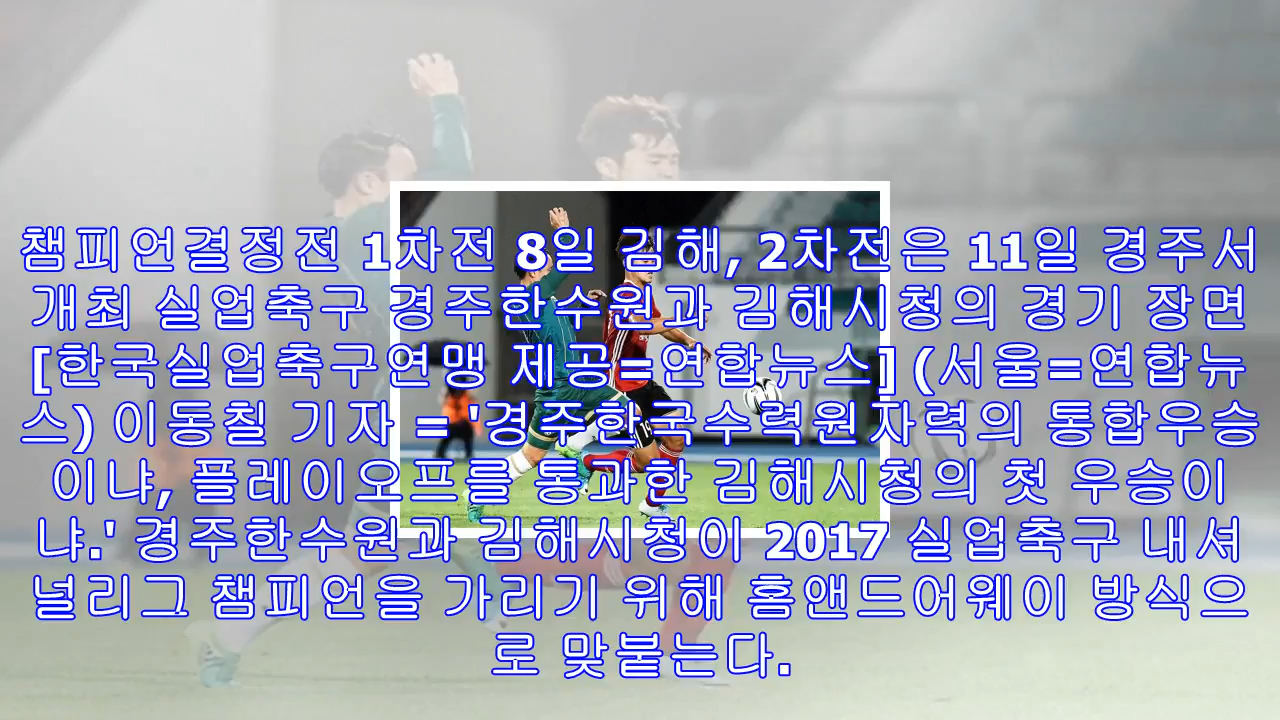 챔피언결정전 1차전 8일 김해, 2차전은 11일 경주서
개최 실업축구 경주한수원과 김해시청의 경기 장면
[한국실업축구연맹 제공=연합뉴스] (서울=연합뉴
스) 이동칠 기자 = '경주한국수력원자력의 통합우승
이냐, 플레이오프를 통과한 김해시청의 첫 우승이
냐.' 경주한수원과 김해시청이 2017 실업축구 내셔
널리그 챔피언을 가리기 위해 홈앤드어웨이 방식으
로 맞붙는다.